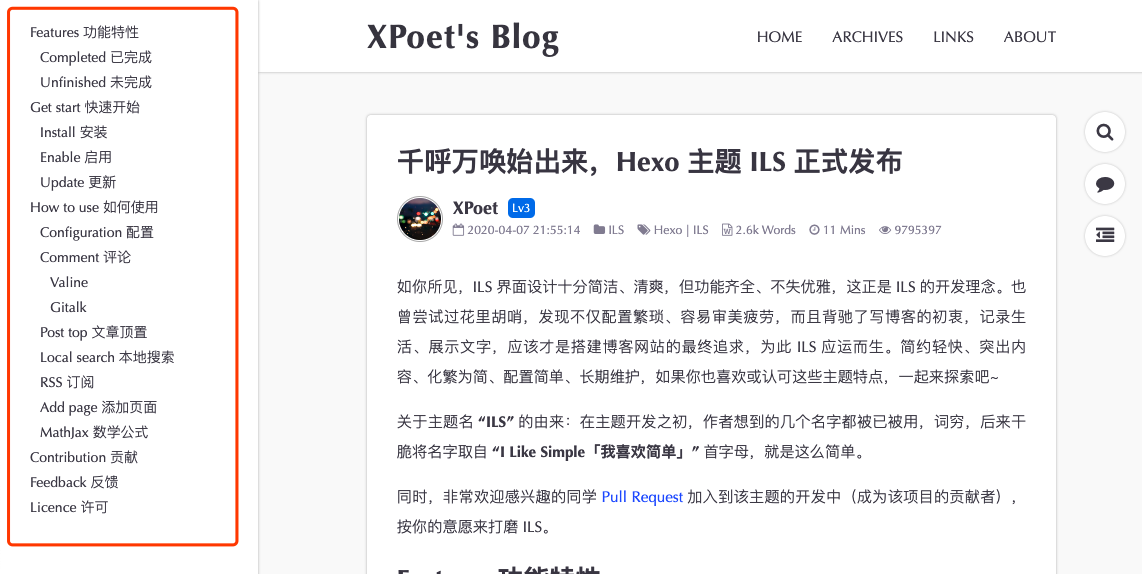 Features 功能特性
Completed 已完成
Unfinished 未完成
Get start 快速开始
Install 安装
Enable 启用
Update 更新
How to use 如何使用
Configuration 配置
Comment 评论
Valine
Gitalk
Post top 文章顶置
Local search 本地搜索
RSS 订阅
Add page 添加页面
MathJax 数学公式
Contribution 贡献
Feedback 反馈
Licence 许可
XPoet's Blog
HOME ARCHIVES LINKS ABOUT
千呼万唤始出来，Hexo 主题 ILS 正式发布
XPoet Lv3
2020-04-07 21:55:14 ILS Hexo | ILS 2.6k Words 11 Mins 9795397
如你所见，ILS 界面设计十分简洁、清爽，但功能齐全、不失优雅，这正是 ILS 的开发理念。也
曾尝试过花里胡哨，发现不仅配置繁琐、容易审美疲劳，而且背驰了写博客的初衷，记录生
活、展示文字，应该才是搭建博客网站的最终追求，为此 ILS 应运而生。简约轻快、突出内
容、化繁为简、配置简单、长期维护，如果你也喜欢或认可这些主题特点，一起来探索吧~
关于主题名 “ILS” 的由来：在主题开发之初，作者想到的几个名字都被已被用，词穷，后来干
脆将名字取自 “I Like Simple「我喜欢简单」” 首字母，就是这么简单。
同时，非常欢迎感兴趣的同学 Pull Request 加入到该主题的开发中（成为该项目的贡献者），
按你的意愿来打磨 ILS。
Features 功能特性